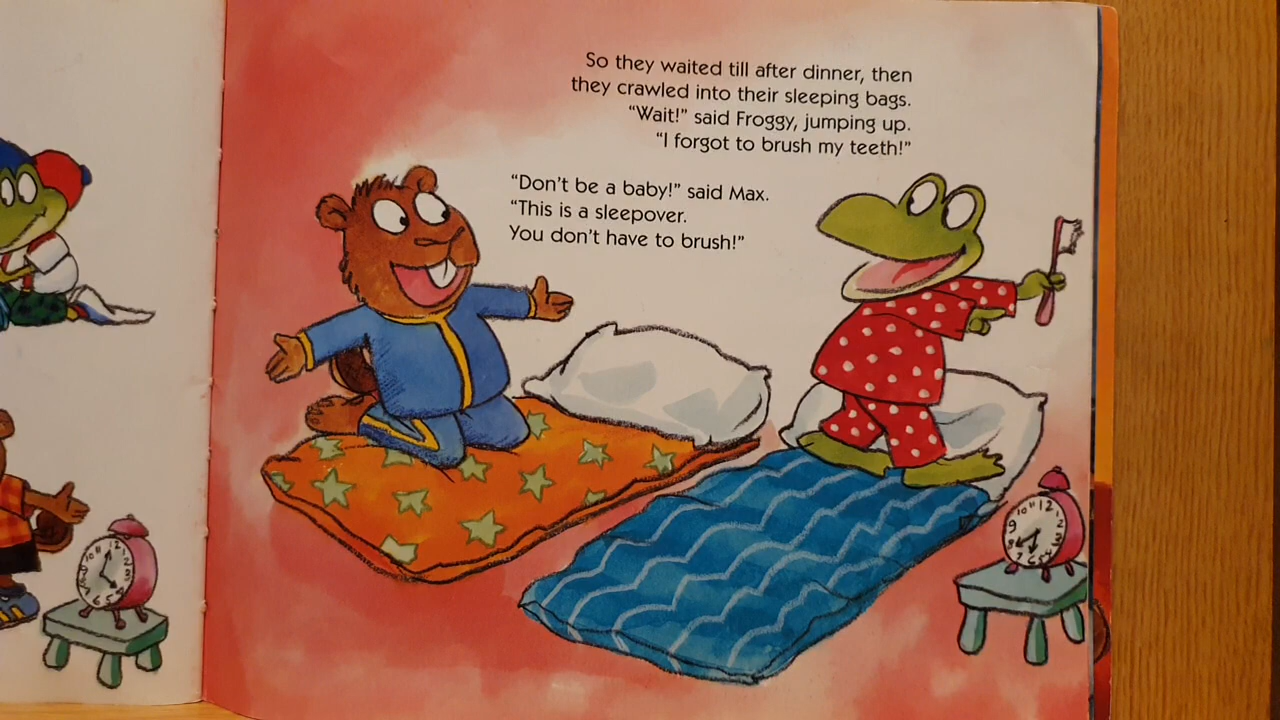 So they waited till after dinner, then
they crawled into their sleeping bags.
“Wait!” said Froggy, jumping up.
“I forgot to brush my teeth!”
“Don't be a baby!” said Max.
“This is a sleepover.
You don't have to brush!”